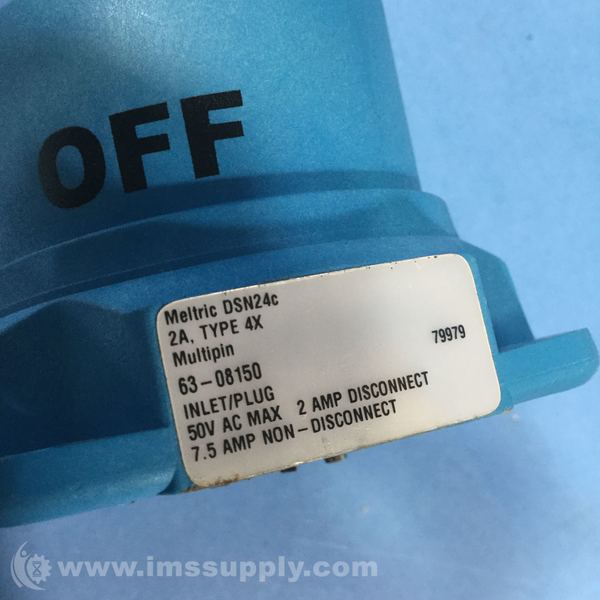 OFF
Meltric DSN24c
2A, TYPE 4X
Multipin 79979
63-08150
INLET/PLUG
50V AC MAX 2 AMP DISCONNECT
7.5 AMP NON-DISCONNECT
www.imssupply.com